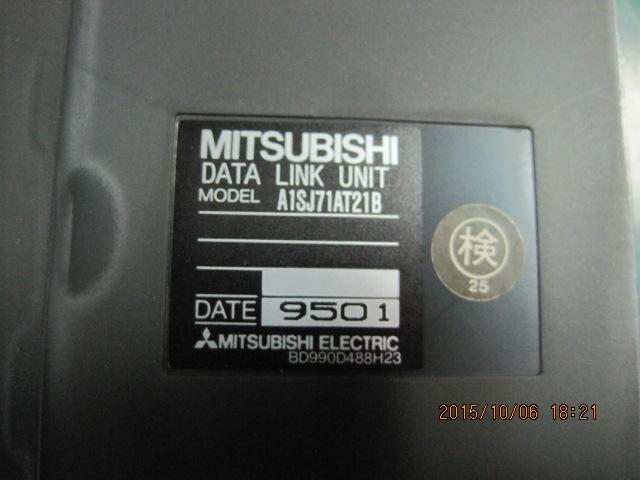 MITSUBISHI
DATA LINK UNIT
MODEL A1SJ71AT21B
DATE 9501
MITSUBISHI ELECTRIC
BD990D488H23
検
25
2015/10/06 18:21